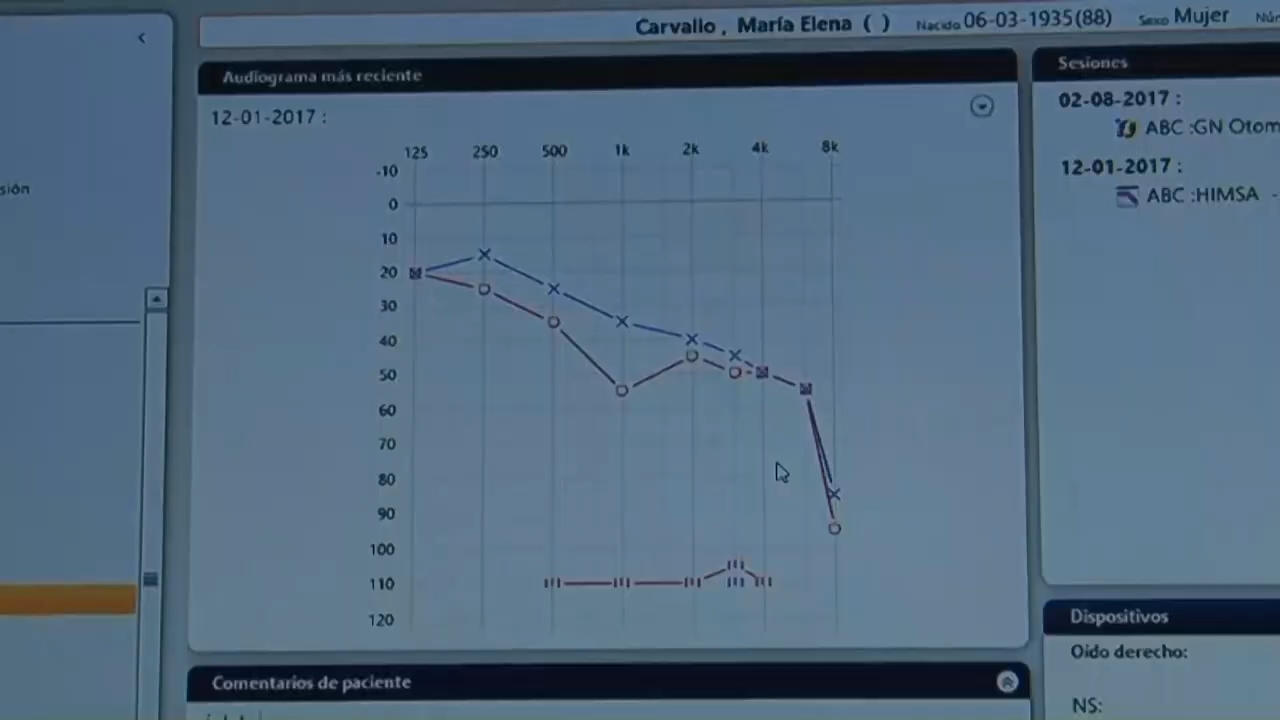 Carvallo , María Elena ( ) Nacido 06-03-1935(88) Sexo Mujer
Audiograma más reciente
12-01-2017 :
125 250 500 1k 2k 4k 8k
-10
0
10
20
30
40
50
60
70
80
90
100
110
120
Comentarios de paciente
sión
Sesiones
02-08-2017 :
ABC :GN Otom
12-01-2017 :
ABC :HIMSA -
Dispositivos
Oido derecho:
NS: